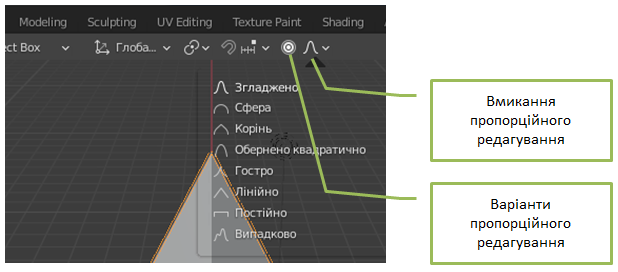 Modeling Sculpting UV Editing Texture Paint Shading
ect Box Глоба...
Згладжено
Сфера
Корінь
Обернено квадратично
Гостро
Лінійно
Постійно
Випадково
Вмикання
пропорційного
редагування
Варіанти
пропорційного
редагування